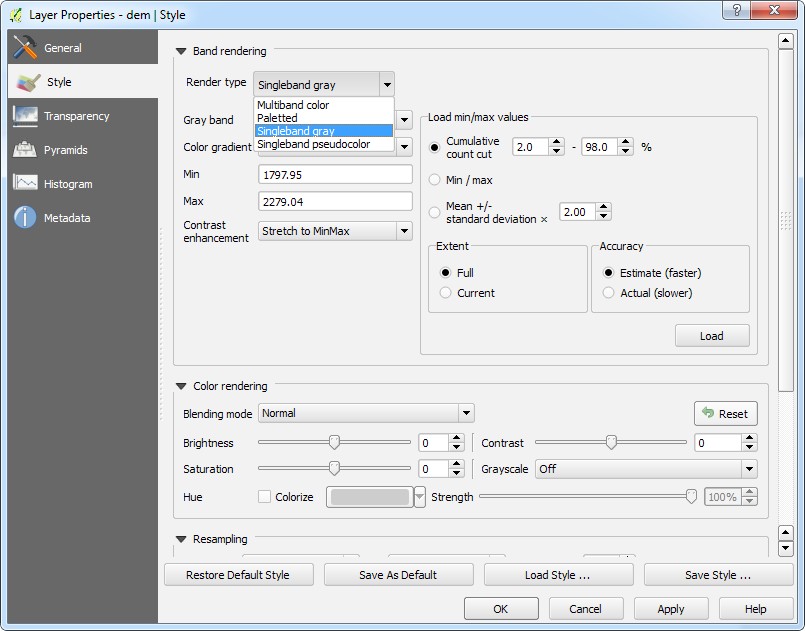 Layer Properties - dem | Style
General
Style
Transparency
Pyramids
Histogram
Metadata
Band rendering
Render type Singleband gray
Multiband color
Paletted
Singleband gray
Singleband pseudocolor
Gray band
Color gradient
Min 1797.95
Max 2279.04
Contrast enhancement Stretch to MinMax
Load min/max values
Cumulative count cut 2.0 - 98.0 %
Min / max
Mean +/- standard deviation × 2.00
Extent
Full
Current
Accuracy
Estimate (faster)
Actual (slower)
Load
Color rendering
Blending mode Normal
Reset
Brightness 0 Contrast 0
Saturation 0 Grayscale Off
Hue Colorize Strength 100%
Resampling
Restore Default Style Save As Default Load Style ... Save Style ...
OK Cancel Apply Help